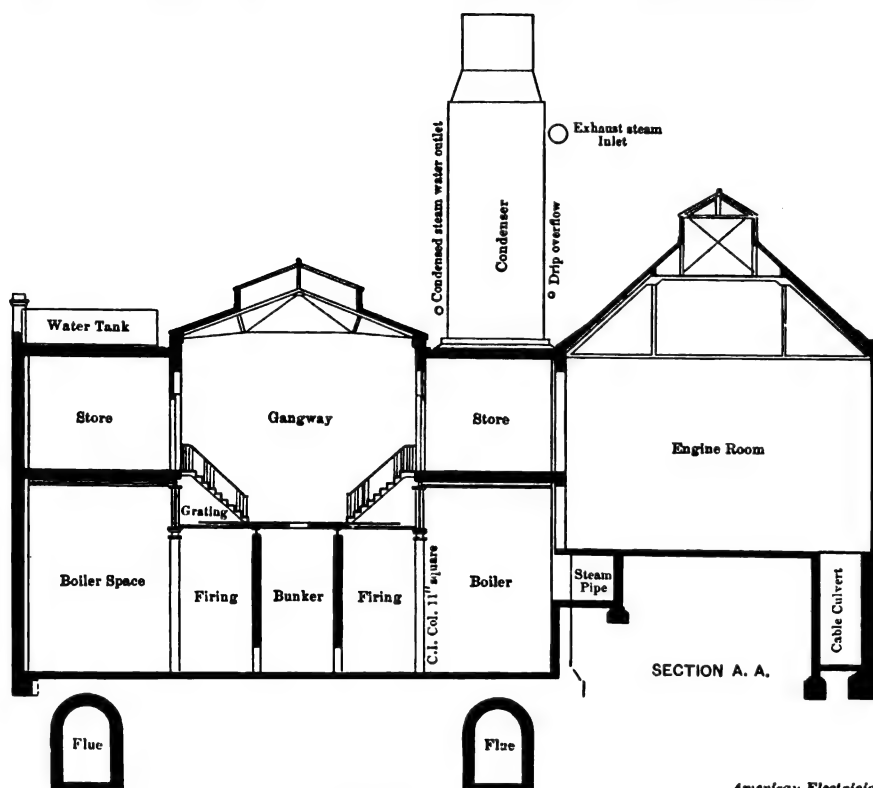 Exhaust steam
Inlet
Condensed steam water outlet
Condenser
Drip overflow
Water Tank
Store
Gangway
Store
Engine Room
Grating
Boiler Space
Firing
Bunker
Firing
C.I. Col. 11" square
Boiler
Steam
Pipe
Cable Culvert
SECTION A. A.
Flue
Flue
American